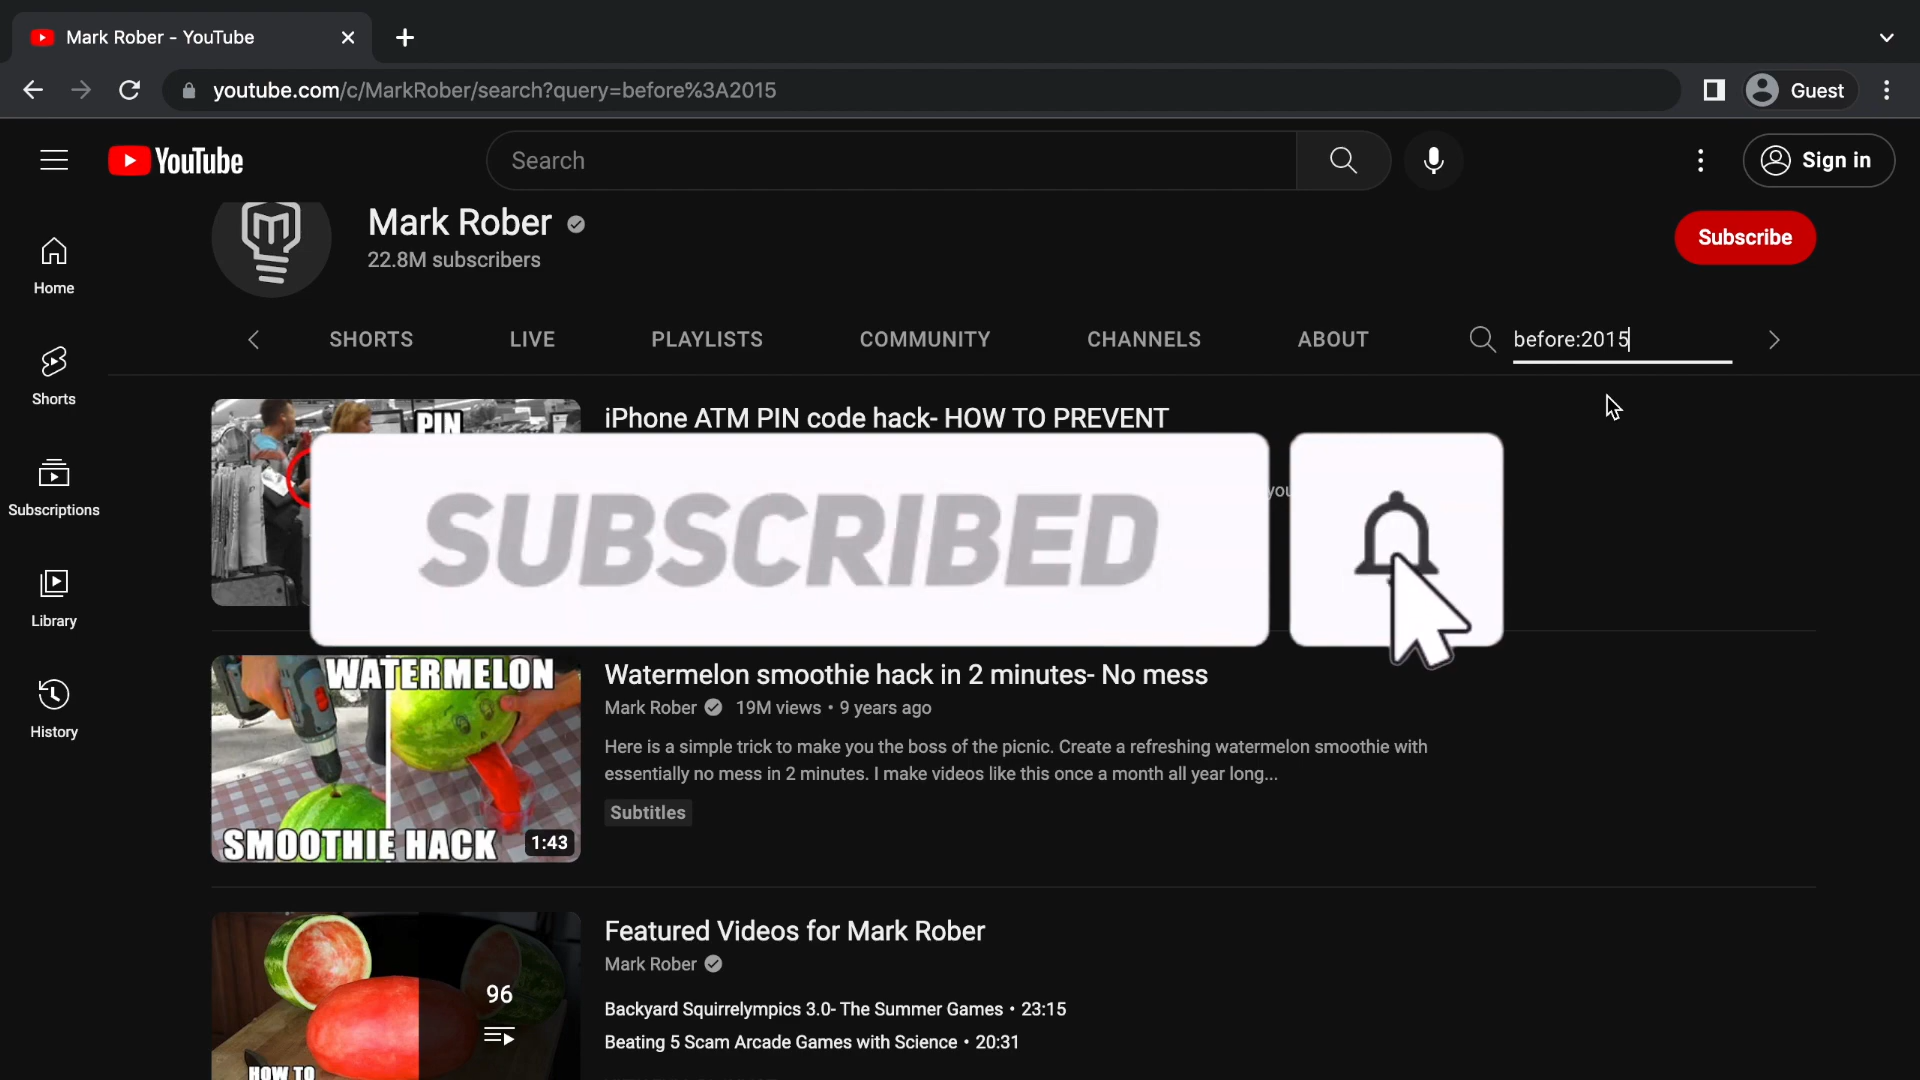 Mark Rober - YouTube
youtube.com/c/MarkRober/search?query=before%3A2015
Guest
YouTube
Search
Sign in
Mark Rober
22.8M subscribers
Subscribe
Home
Shorts
Subscriptions
Library
History
SHORTS
LIVE
PLAYLISTS
COMMUNITY
CHANNELS
ABOUT
before:2015
PIN
iPhone ATM PIN code hack- HOW TO PREVENT
you
SUBSCRIBED
WATERMELON
SMOOTHIE HACK
1:43
Watermelon smoothie hack in 2 minutes- No mess
Mark Rober 19M views • 9 years ago
Here is a simple trick to make you the boss of the picnic. Create a refreshing watermelon smoothie with
essentially no mess in 2 minutes. I make videos like this once a month all year long...
Subtitles
96
HOW TO
Featured Videos for Mark Rober
Mark Rober
Backyard Squirrelympics 3.0- The Summer Games • 23:15
Beating 5 Scam Arcade Games with Science • 20:31